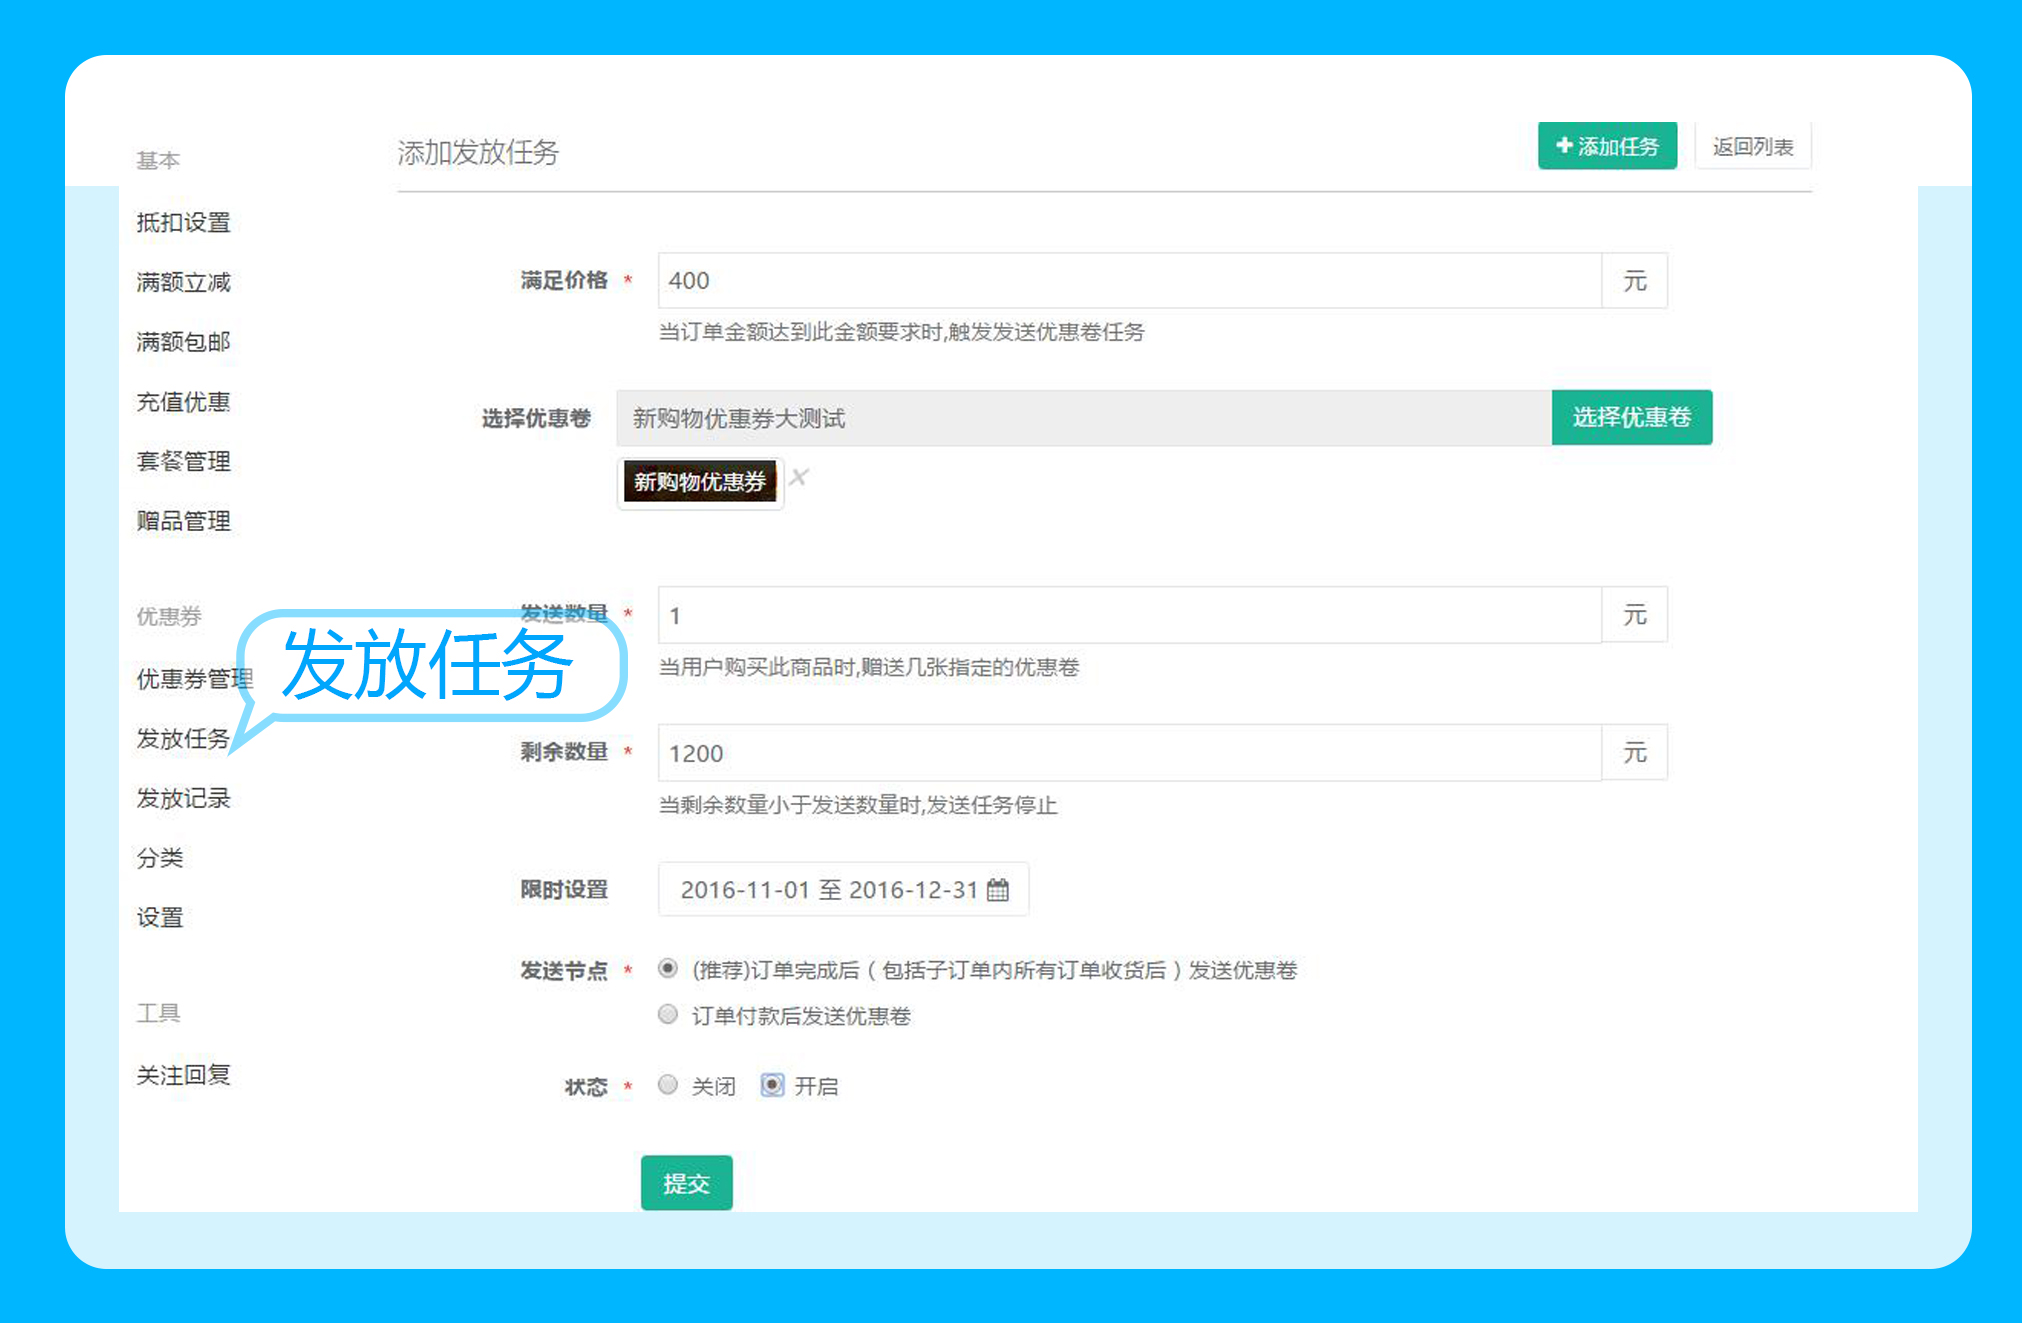 基本
抵扣设置
满额立减
满额包邮
充值优惠
套餐管理
赠品管理
优惠券
优惠券管理
发放任务
发放记录
分类
设置
工具
关注回复
发放任务
添加发放任务
添加任务
返回列表
满足价格 * 400 元
当订单金额达到此金额要求时,触发发送优惠卷任务
选择优惠卷 新购物优惠券大测试 选择优惠卷
新购物优惠券 ×
发送数量 * 1 元
当用户购买此商品时,赠送几张指定的优惠卷
剩余数量 * 1200 元
当剩余数量小于发送数量时,发送任务停止
限时设置 2016-11-01 至 2016-12-31
发送节点 * (推荐)订单完成后（包括子订单内所有订单收货后）发送优惠卷
订单付款后发送优惠卷
状态 * 关闭 开启
提交